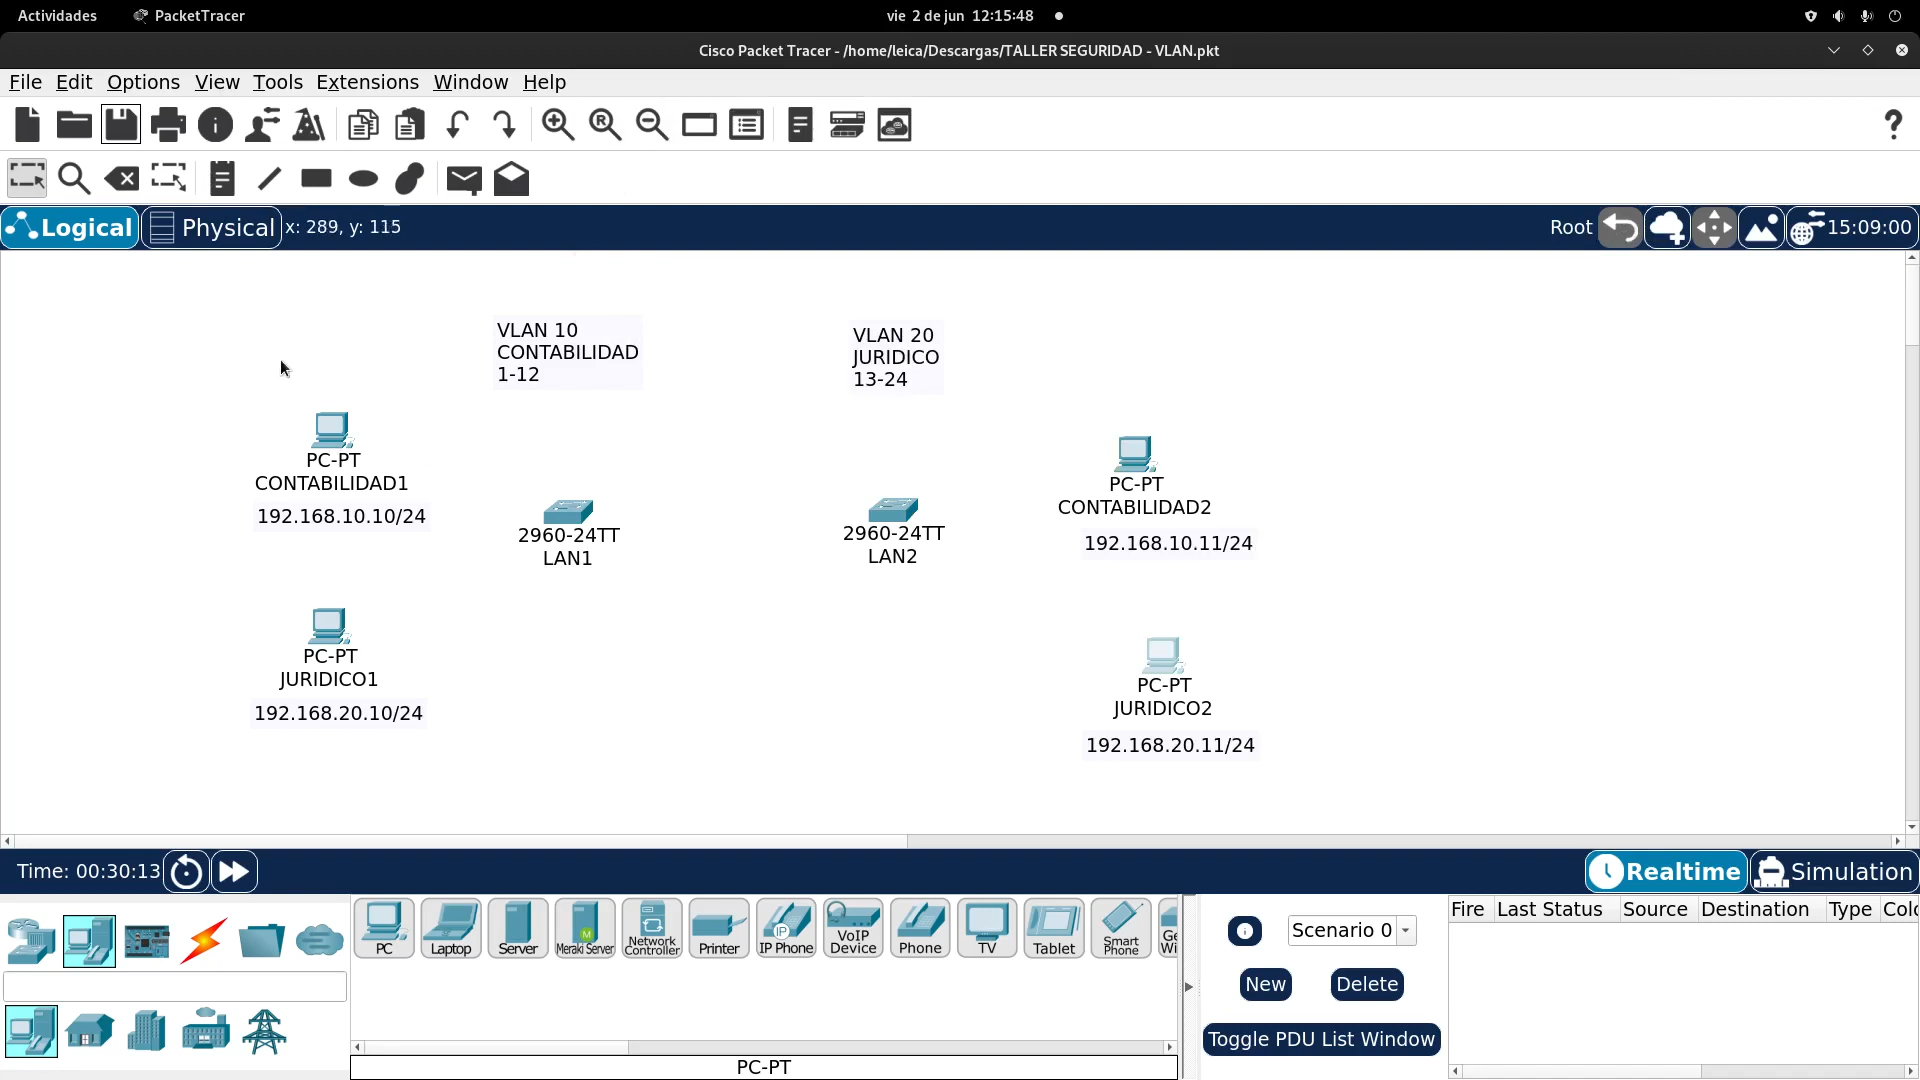 Actividades
PacketTracer
vie 2 de jun 12:15:48
Cisco Packet Tracer - /home/leica/Descargas/TALLER SEGURIDAD - VLAN.pkt
File Edit Options View Tools Extensions Window Help
Logical
Physical
x: 289, y: 115
Root
15:09:00
VLAN 10
CONTABILIDAD
1-12
VLAN 20
JURIDICO
13-24
PC-PT
CONTABILIDAD1
192.168.10.10/24
2960-24TT
LAN1
2960-24TT
LAN2
PC-PT
CONTABILIDAD2
192.168.10.11/24
PC-PT
JURIDICO1
192.168.20.10/24
PC-PT
JURIDICO2
192.168.20.11/24
Time: 00:30:13
Realtime
Simulation
PC
Laptop
Server
Meraki Server
Network
Controller
Printer
IP
IP Phone
VoIP
Device
Phone
TV
Tablet
Smart
Phone
Scenario 0
New
Delete
Toggle PDU List Window
Fire Last Status Source Destination Type
PC-PT